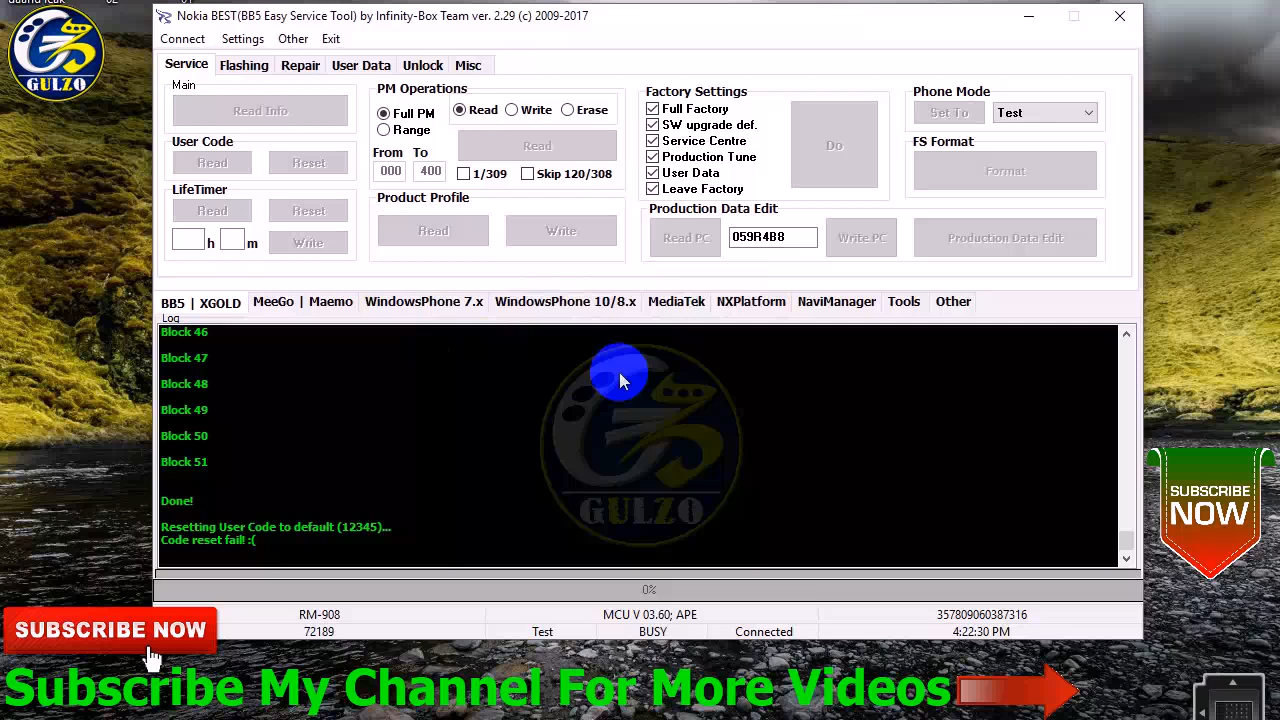 GULZO
Nokia BEST(BB5 Easy Service Tool) by Infinity-Box Team ver. 2.29 (c) 2009-2017
Connect Settings Other Exit
Service Flashing Repair User Data Unlock Misc
Main
Read Info
User Code
Read Reset
LifeTimer
Read Reset
h m Write
PM Operations
Full PM Read Write Erase
Range
From To Read
000 400 1/309 Skip 120/308
Product Profile
Read Write
Factory Settings
Full Factory
SW upgrade def.
Service Centre
Production Tune
User Data
Leave Factory
Do
Phone Mode
Set To Test
FS Format
Format
Production Data Edit
Read PC 059R4B8 Write PC Production Data Edit
BB5 | XGOLD MeeGo | Maemo WindowsPhone 7.x WindowsPhone 10/8.x MediaTek NXPlatform NaviManager Tools Other
Log
Block 46
Block 47
Block 48
Block 49
Block 50
Block 51
Done!
Resetting User Code to default (12345)...
Code reset fail! :(
GULZO
0%
RM-908 MCU V 03.60; APE 357809060387316
72189 Test BUSY Connected 4:22:30 PM
SUBSCRIBE
NOW
SUBSCRIBE NOW
Subscribe My Channel For More Videos